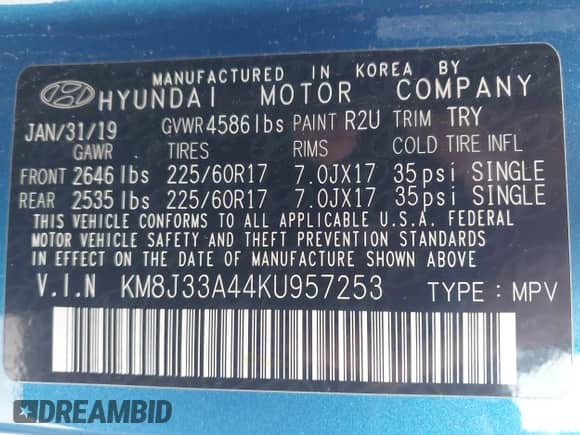 MANUFACTURED IN KOREA BY
HYUNDAI MOTOR COMPANY
JAN/31/19 GVWR 4586lbs PAINT R2U TRIM TRY
GAWR TIRES RIMS COLD TIRE INFL
FRONT 2646 lbs 225/60R17 7.0JX17 35psi SINGLE
REAR 2535 lbs 225/60R17 7.0JX17 35psi SINGLE
THIS VEHICLE CONFORMS TO ALL APPLICABLE U.S.A. FEDERAL
MOTOR VEHICLE SAFETY AND THEFT PREVENTION STANDARDS
IN EFFECT ON THE DATE OF MANUFACTURE SHOWN ABOVE.
V.I.N KM8J33A44KU957253 TYPE : MPV
DREAMBID